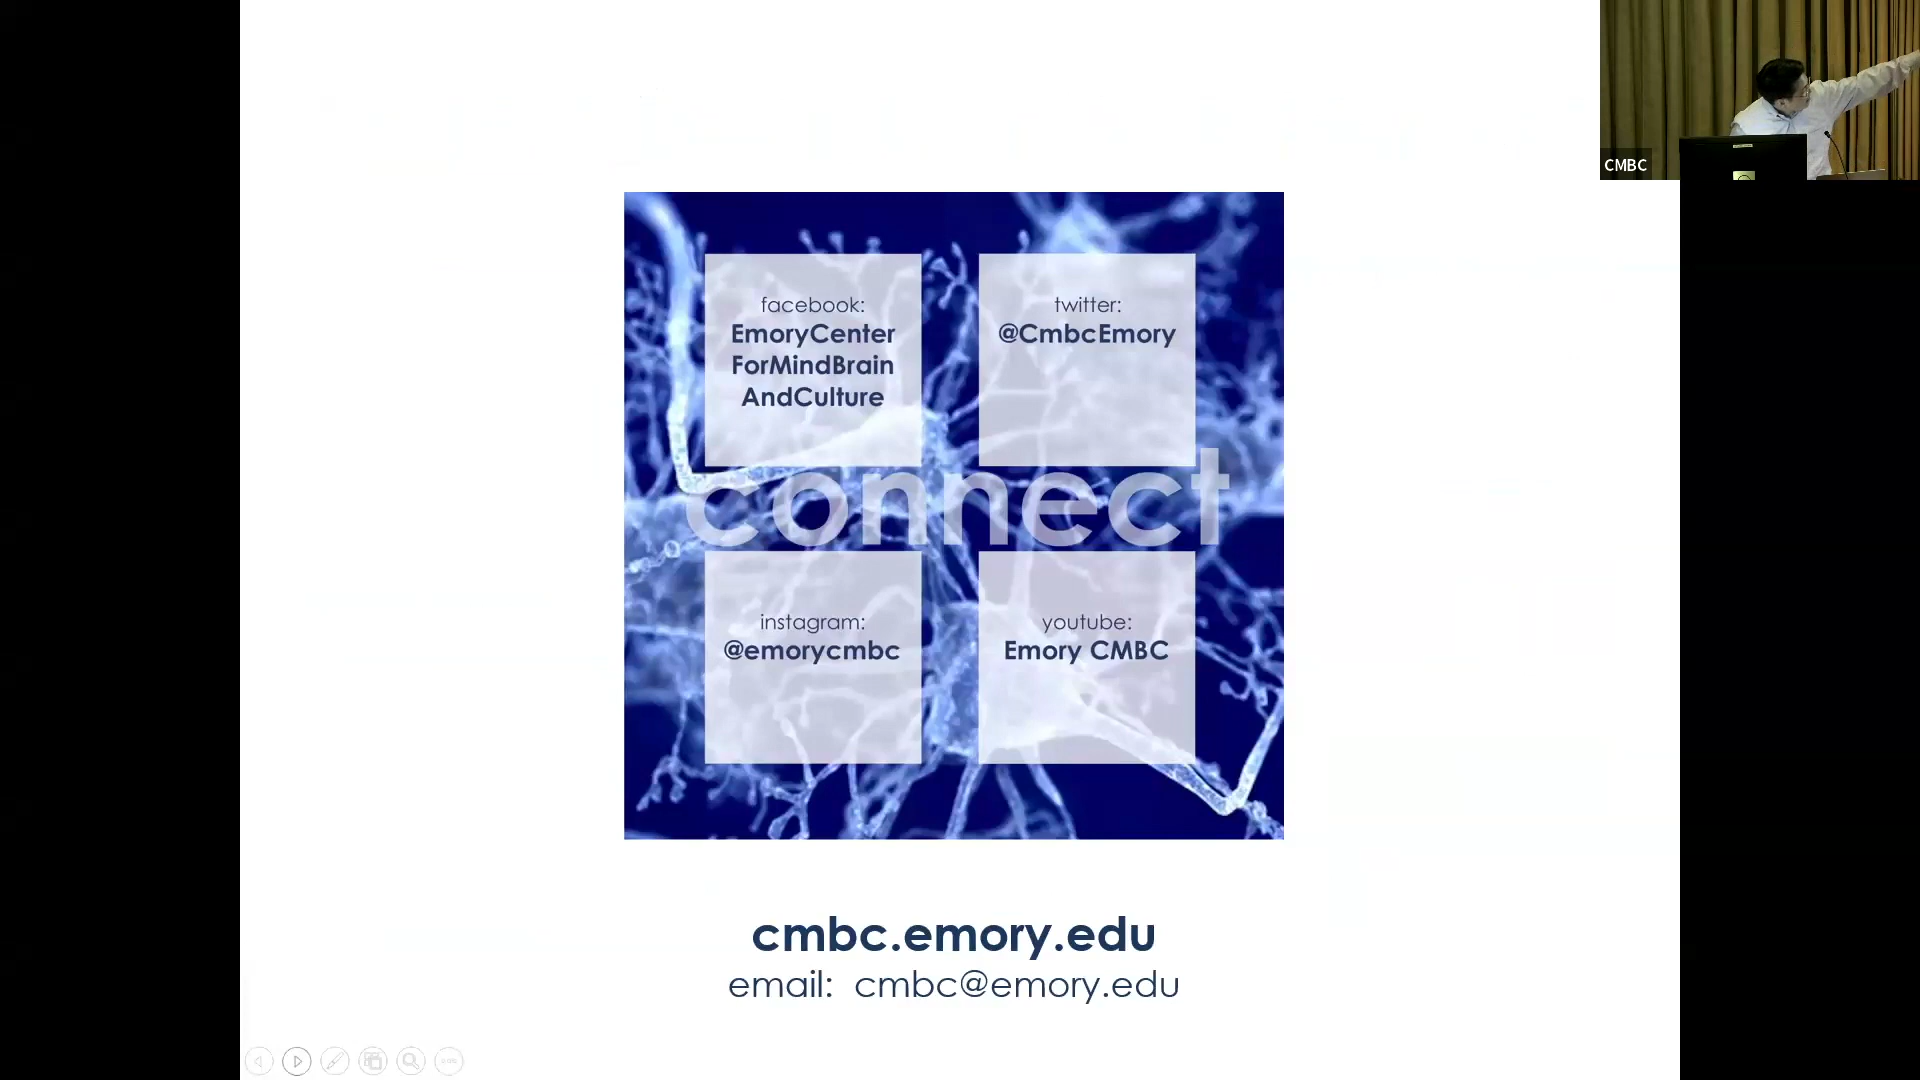 CMBC
facebook:
EmoryCenter
ForMindBrain
AndCulture
twitter:
@CmbcEmory
connect
instagram:
@emorycmbc
youtube:
Emory CMBC
cmbc.emory.edu
email: cmbc@emory.edu